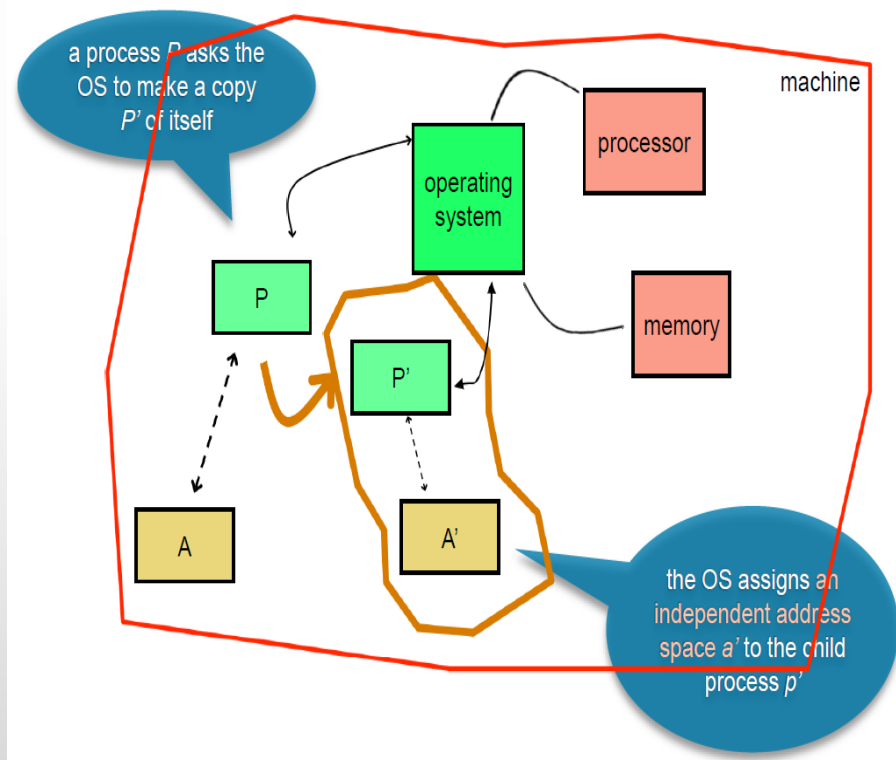 a process P asks the
OS to make a copy
P' of itself
machine
processor
operating
system
P
memory
P'
A
A'
the OS assigns an
independent address
space a' to the child
process p'